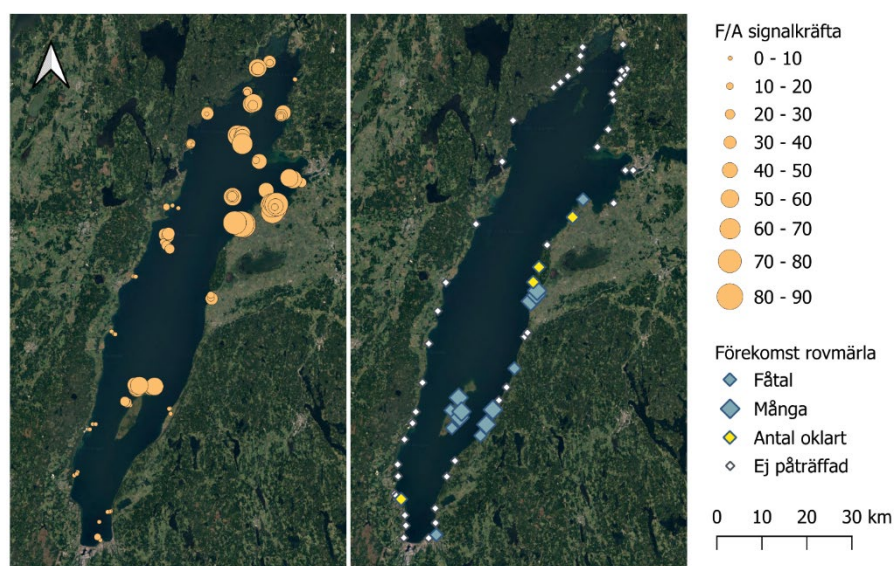 F/A signalkräfta
0 - 10
10 - 20
20 - 30
30 - 40
40 - 50
50 - 60
60 - 70
70 - 80
80 - 90
Förekomst rovmärla
Fåtal
Många
Antal oklart
Ej påträffad
0 10 20 30 km